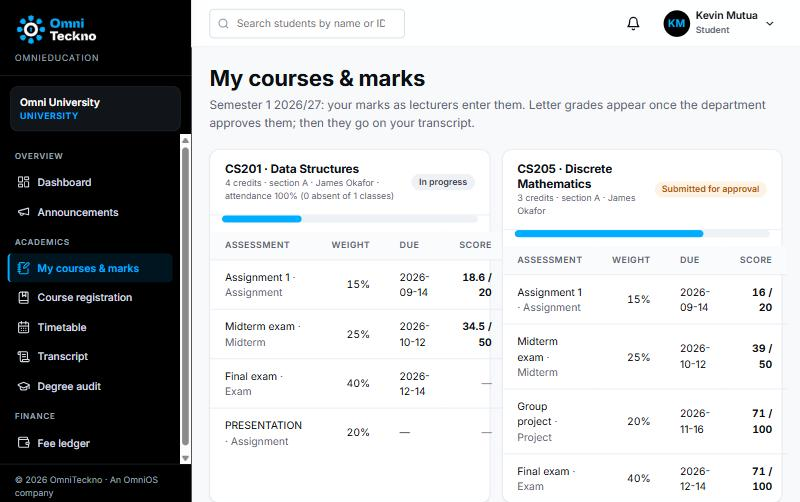 Omni
Teckno
OMNIEDUCATION
Omni University
UNIVERSITY
OVERVIEW
Dashboard
Announcements
ACADEMICS
My courses & marks
Course registration
Timetable
Transcript
Degree audit
FINANCE
Fee ledger
© 2026 OmniTeckno · An OmniOS
company
Search students by name or ID
KM
Kevin Mutua
Student
My courses & marks
Semester 1 2026/27: your marks as lecturers enter them. Letter grades appear once the department
approves them; then they go on your transcript.
CS201 · Data Structures
4 credits · section A · James Okafor ·
attendance 100% (0 absent of 1 classes)
In progress
ASSESSMENT WEIGHT DUE SCORE
Assignment 1 · Assignment 15% 2026-09-14 18.6 / 20
Midterm exam · Midterm 25% 2026-10-12 34.5 / 50
Final exam · Exam 40% 2026-12-14 —
PRESENTATION · Assignment 20% — —
CS205 · Discrete
Mathematics
3 credits · section A · James
Okafor
Submitted for approval
ASSESSMENT WEIGHT DUE SCORE
Assignment 1 · Assignment 15% 2026-09-14 16 / 20
Midterm exam · Midterm 25% 2026-10-12 39 / 50
Group project · Project 20% 2026-11-16 71 / 100
Final exam · Exam 40% 2026-12-14 71 / 100